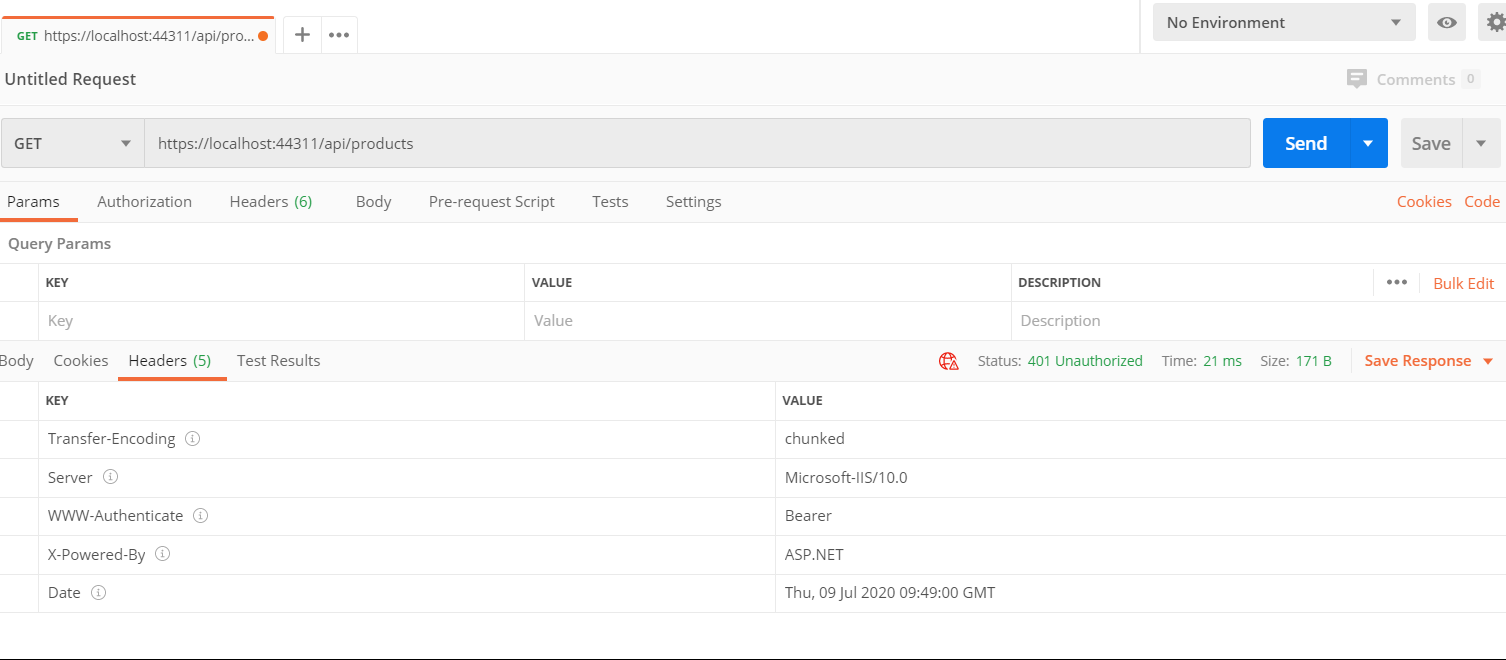 GET https://localhost:44311/api/pro... + ••• No Environment
Untitled Request Comments 0
GET https://localhost:44311/api/products Send Save
Params Authorization Headers (6) Body Pre-request Script Tests Settings Cookies Code
Query Params
KEY VALUE DESCRIPTION ••• Bulk Edit
Key Value Description
Body Cookies Headers (5) Test Results Status: 401 Unauthorized Time: 21 ms Size: 171 B Save Response
KEY VALUE
Transfer-Encoding chunked
Server Microsoft-IIS/10.0
WWW-Authenticate Bearer
X-Powered-By ASP.NET
Date Thu, 09 Jul 2020 09:49:00 GMT